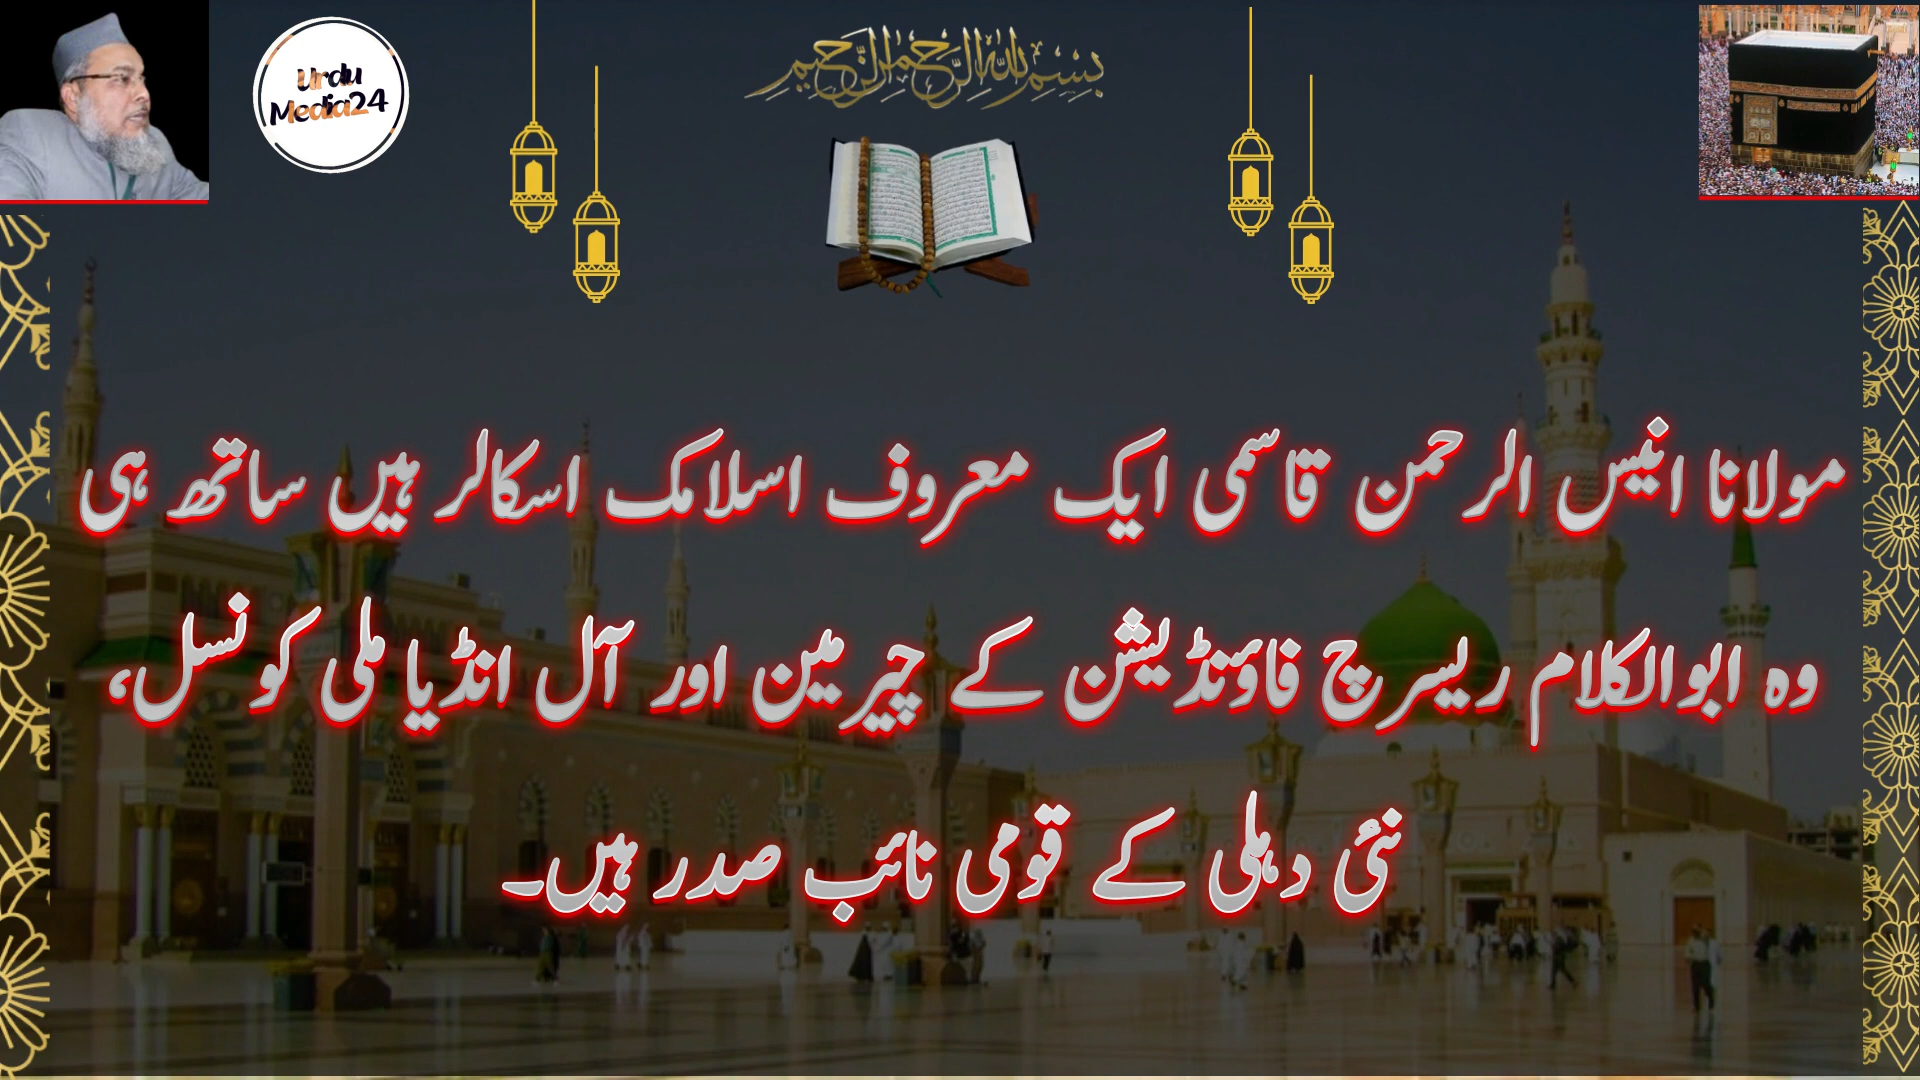 Urdu
Media24
بسم الله الرحمن الرحيم
مولانا انیس الرحمن قاسمی ایک معروف اسلامک اسکالر ہیں ساتھ ہی
وہ ابوالکلام ریسرچ فاؤنڈیشن کے چیرمین اور آل انڈیا ملی کونسل،
نئی دہلی کے قومی نائب صدر ہیں۔